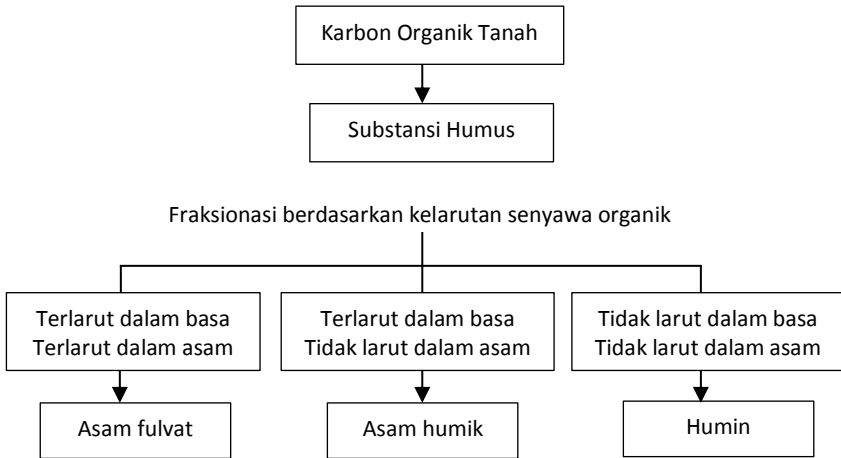 Karbon Organik Tanah
Substansi Humus
Fraksionasi berdasarkan kelarutan senyawa organik
Terlarut dalam basa
Terlarut dalam asam
Terlarut dalam basa
Tidak larut dalam asam
Tidak larut dalam basa
Tidak larut dalam asam
Asam fulvat
Asam humik
Humin